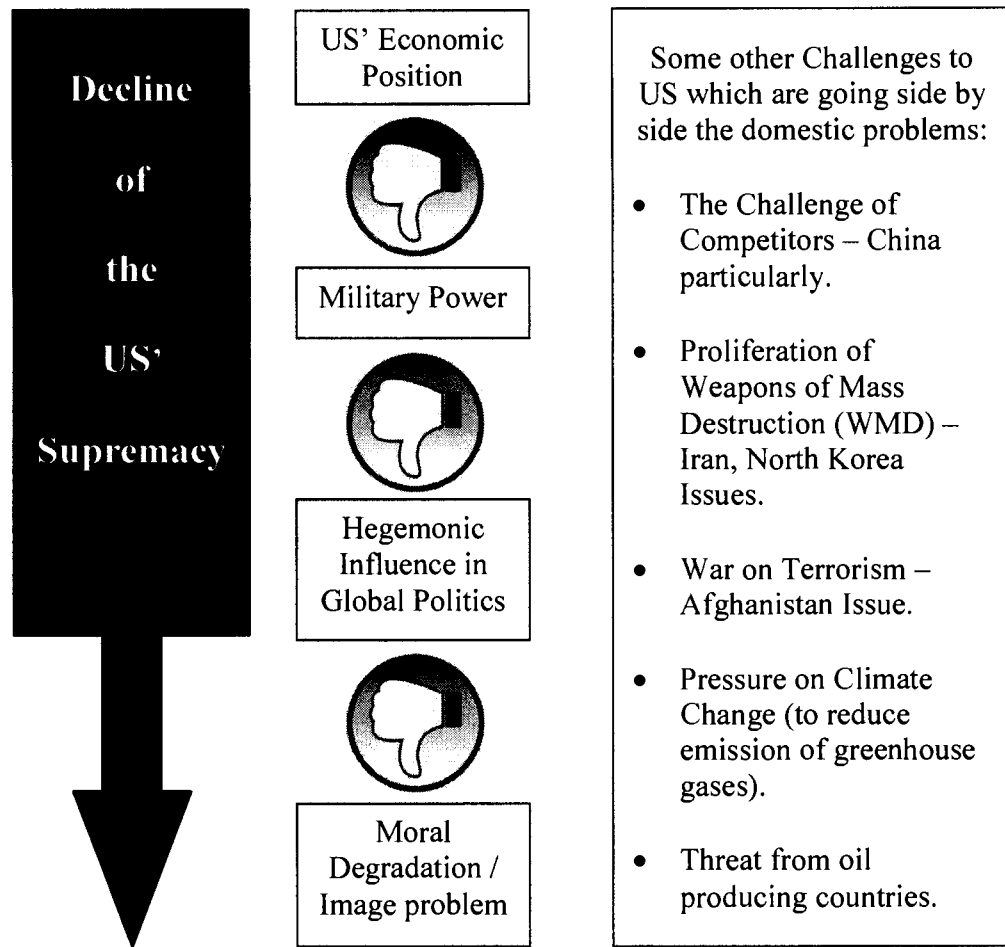 Decline
of
the
US’
Supremacy
US’ Economic
Position
Military Power
Hegemonic
Influence in
Global Politics
Moral
Degradation /
Image problem
Some other Challenges to
US which are going side by
side the domestic problems:
• The Challenge of
Competitors – China
particularly.
• Proliferation of
Weapons of Mass
Destruction (WMD) –
Iran, North Korea
Issues.
• War on Terrorism –
Afghanistan Issue.
• Pressure on Climate
Change (to reduce
emission of greenhouse
gases).
• Threat from oil
producing countries.